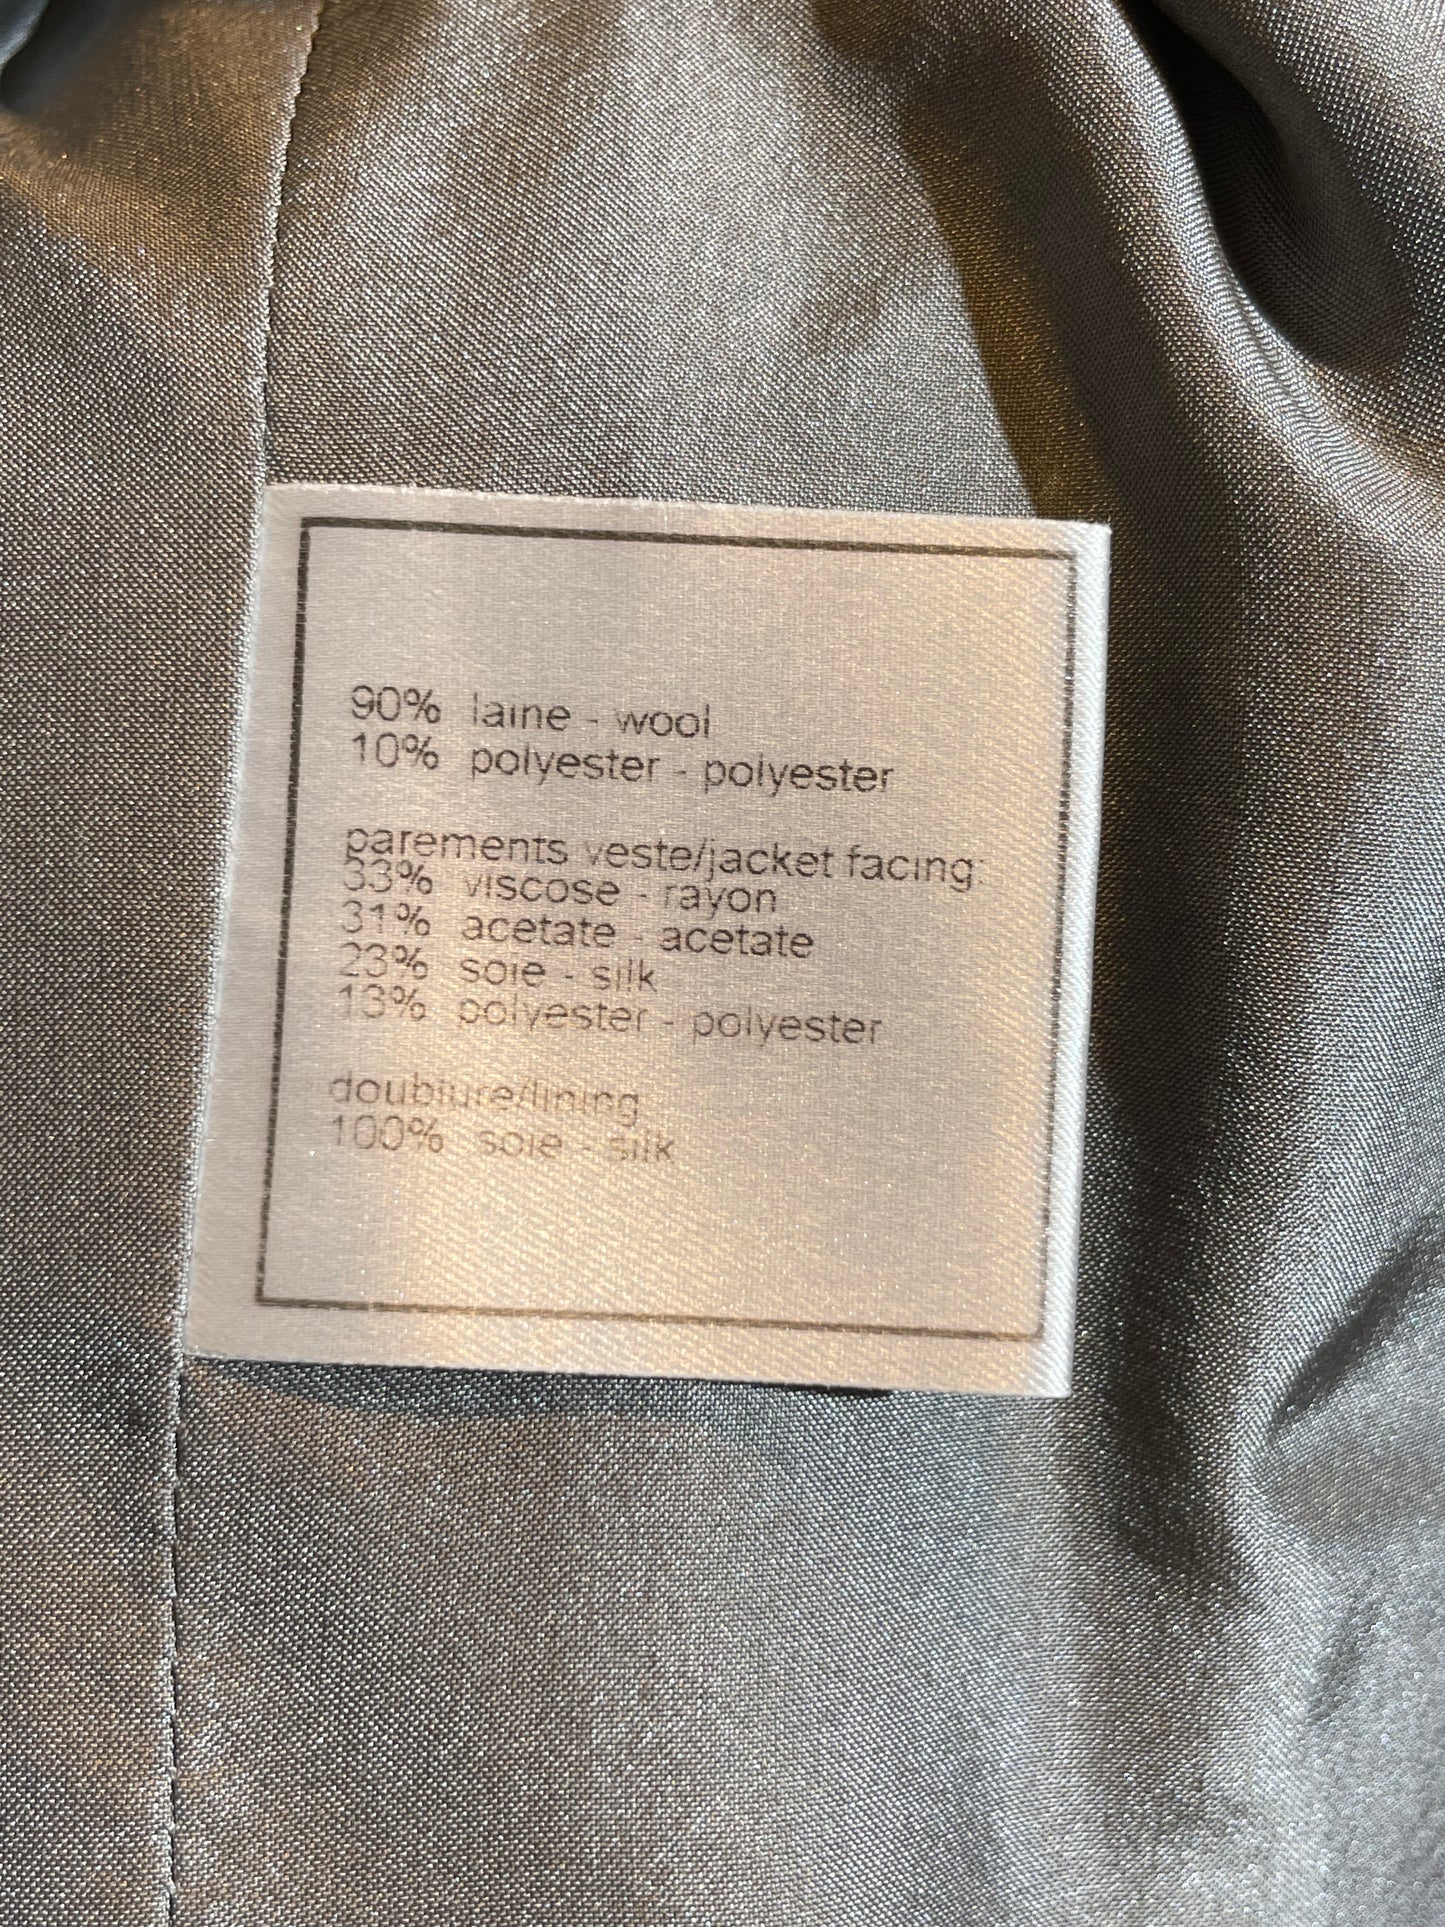 90% laine - wool
10% polyester - polyester
parements veste/jacket facing:
33% viscose - rayon
31% acetate - acetate
23% soie - silk
13% polyester - polyester
doublure/lining
100% soie - silk